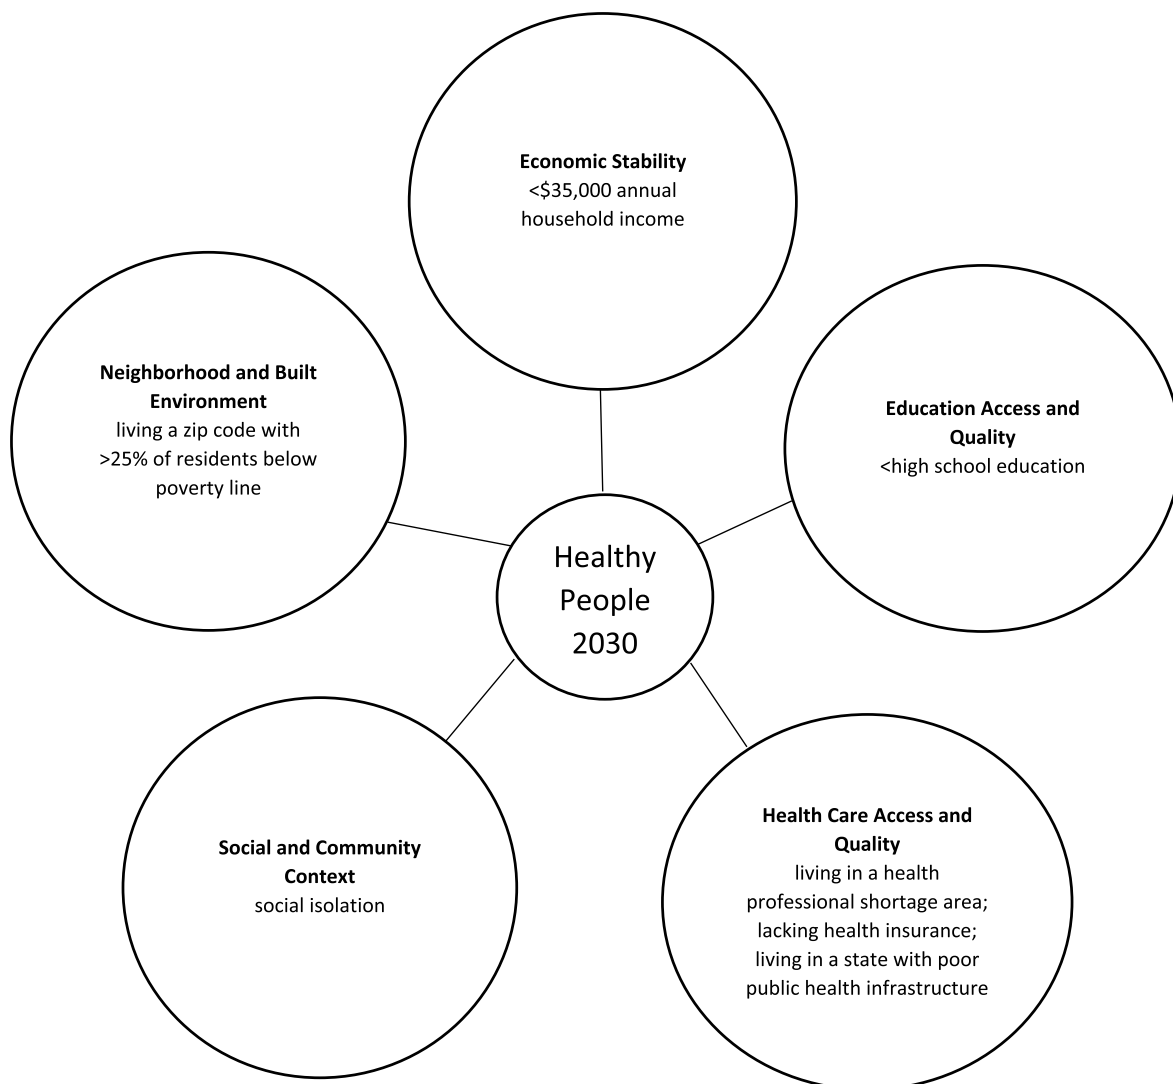 Economic Stability
<$35,000 annual
household income
Neighborhood and Built
Environment
living a zip code with
>25% of residents below
poverty line
Education Access and
Quality
<high school education
Healthy
People
2030
Social and Community
Context
social isolation
Health Care Access and
Quality
living in a health
professional shortage area;
lacking health insurance;
living in a state with poor
public health infrastructure